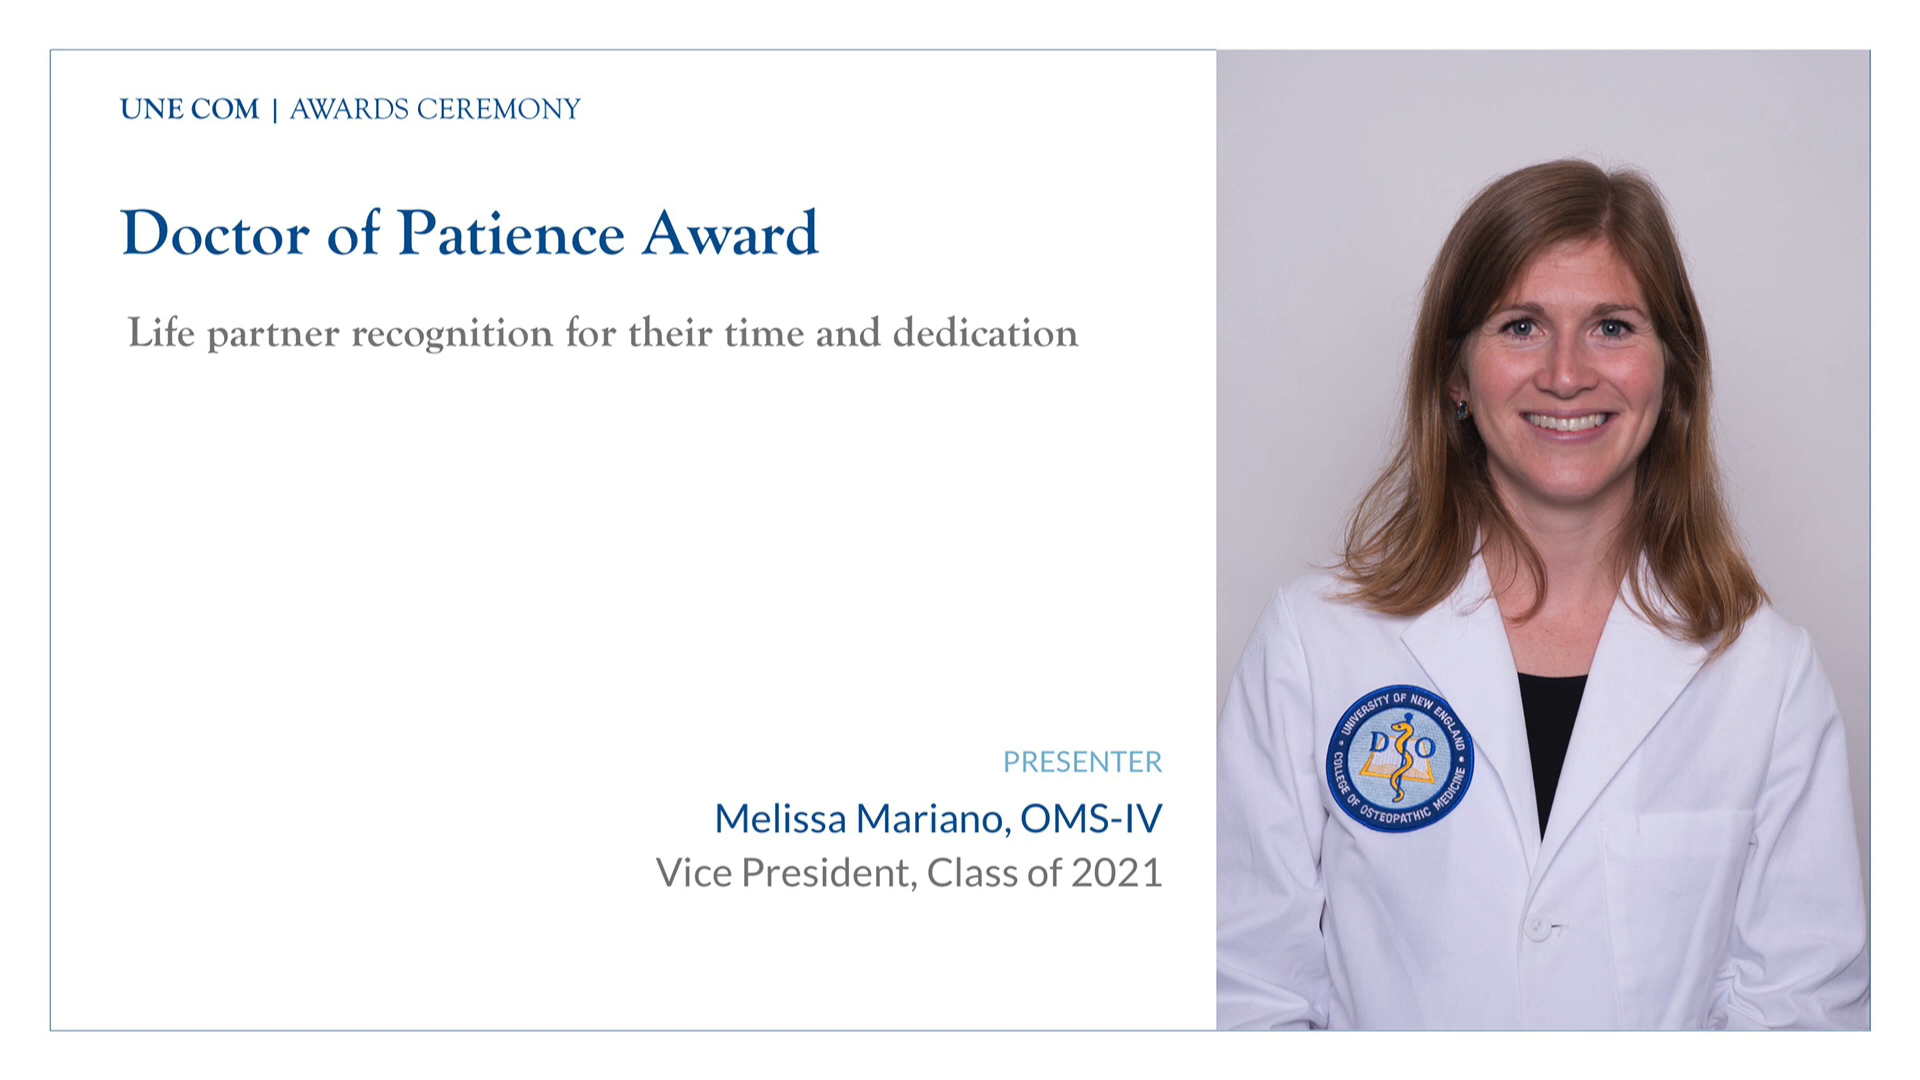 UNE COM | AWARDS CEREMONY
Doctor of Patience Award
Life partner recognition for their time and dedication
PRESENTER
Melissa Mariano, OMS-IV
Vice President, Class of 2021
UNIVERSITY OF NEW ENGLAND
D O
COLLEGE OF OSTEOPATHIC MEDICINE